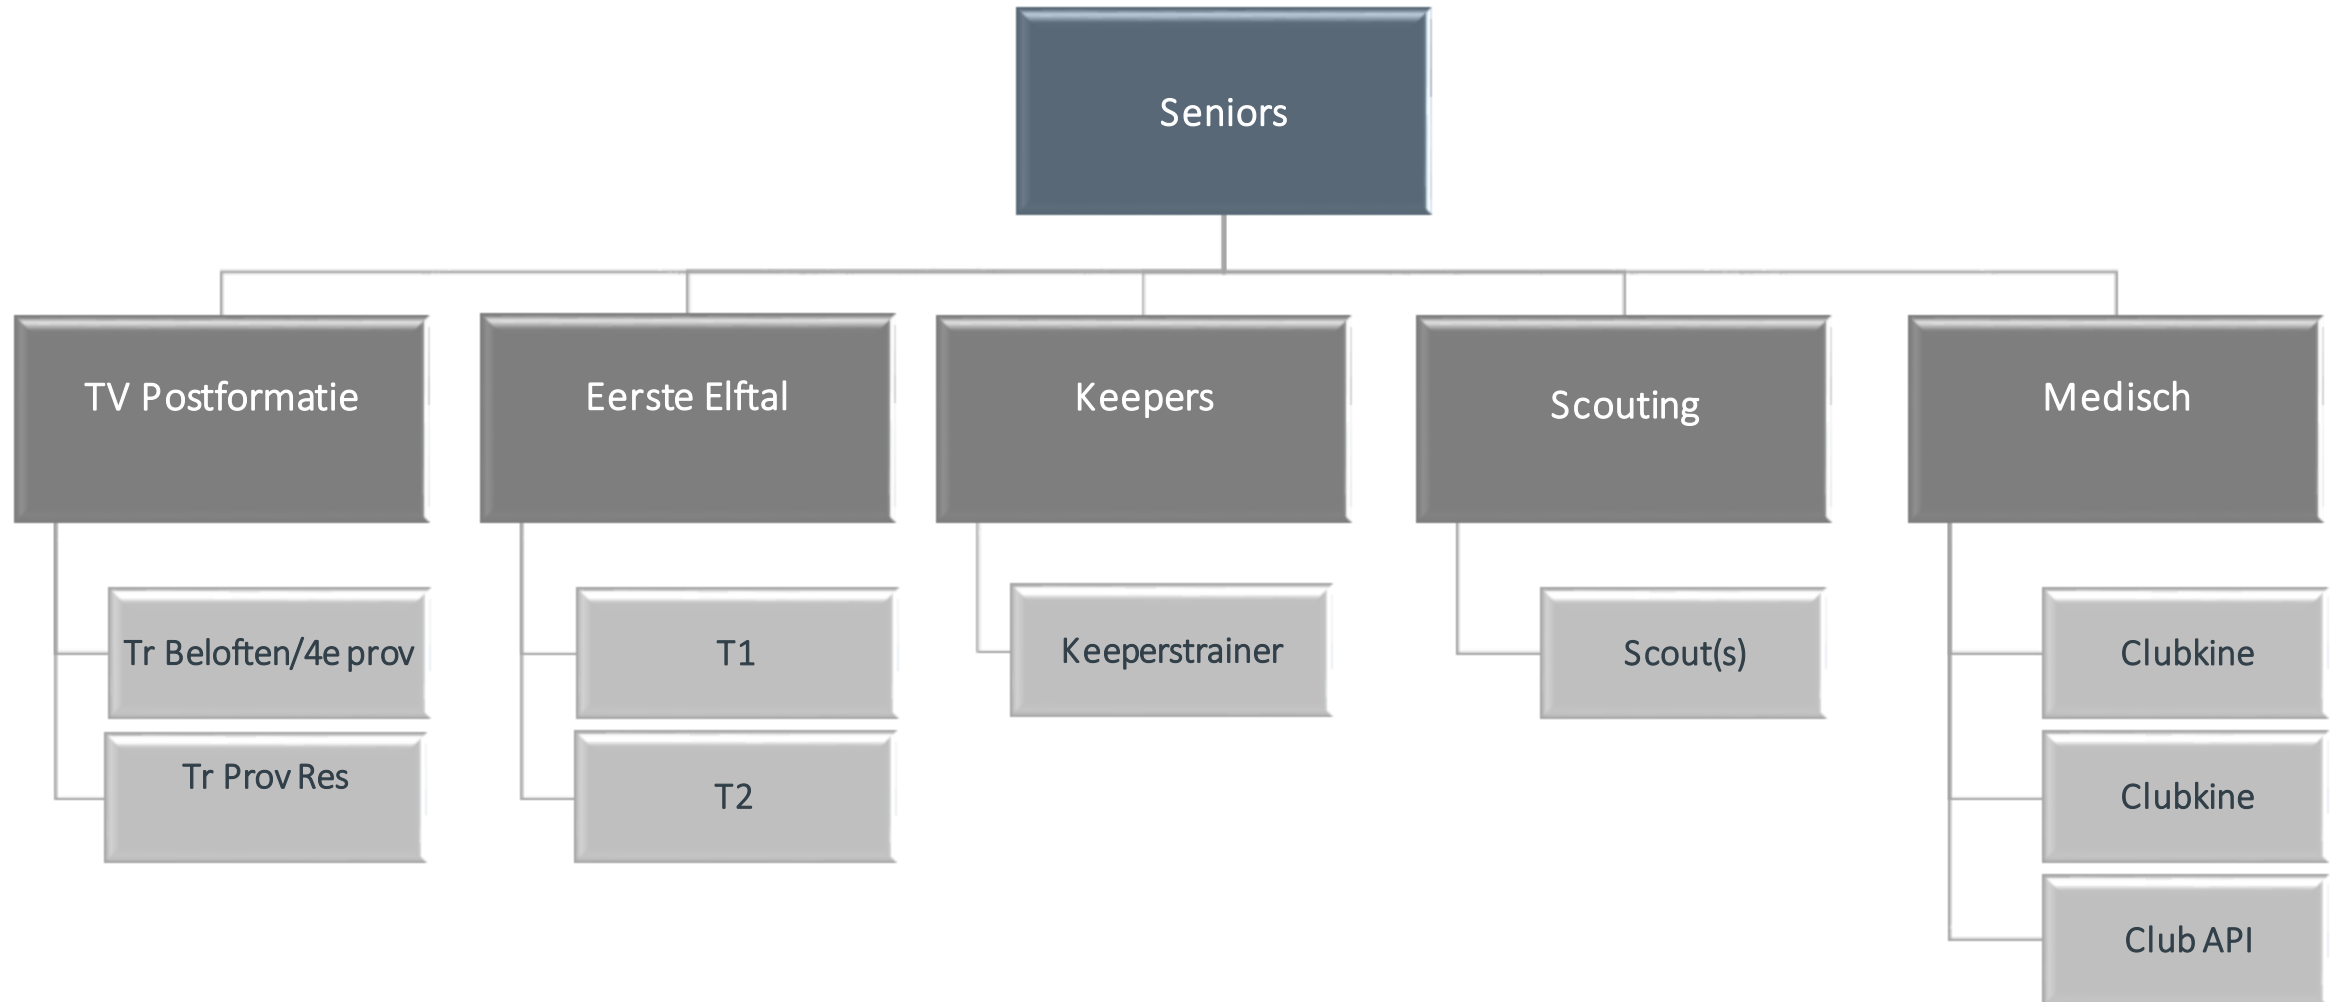 Seniors
TV Postformatie
Eerste Elftal
Keepers
Scouting
Medisch
Tr Beloften/4e prov
T1
Keeperstrainer
Scout(s)
Clubkine
Tr Prov Res
T2
Clubkine
Club API